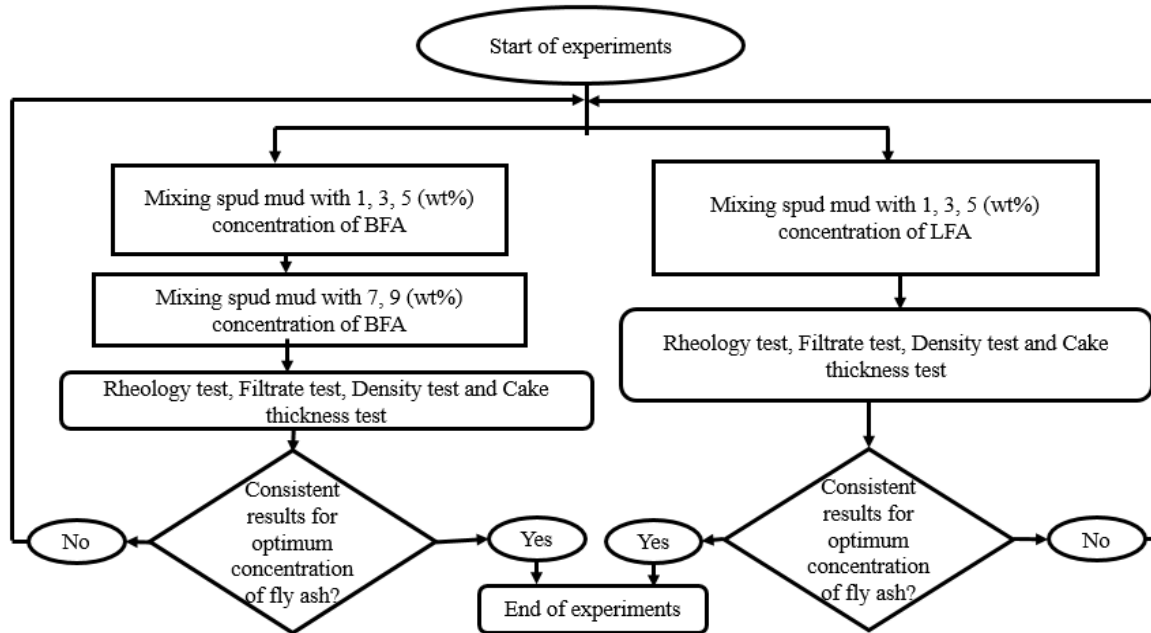 Start of experiments
Mixing spud mud with 1, 3, 5 (wt%)
concentration of BFA
Mixing spud mud with 7, 9 (wt%)
concentration of BFA
Rheology test, Filtrate test, Density test and Cake
thickness test
Consistent
results for
optimum
concentration
of fly ash?
No
Yes
Mixing spud mud with 1, 3, 5 (wt%)
concentration of LFA
Rheology test, Filtrate test, Density test and Cake
thickness test
Consistent
results for
optimum
concentration
of fly ash?
Yes
No
End of experiments